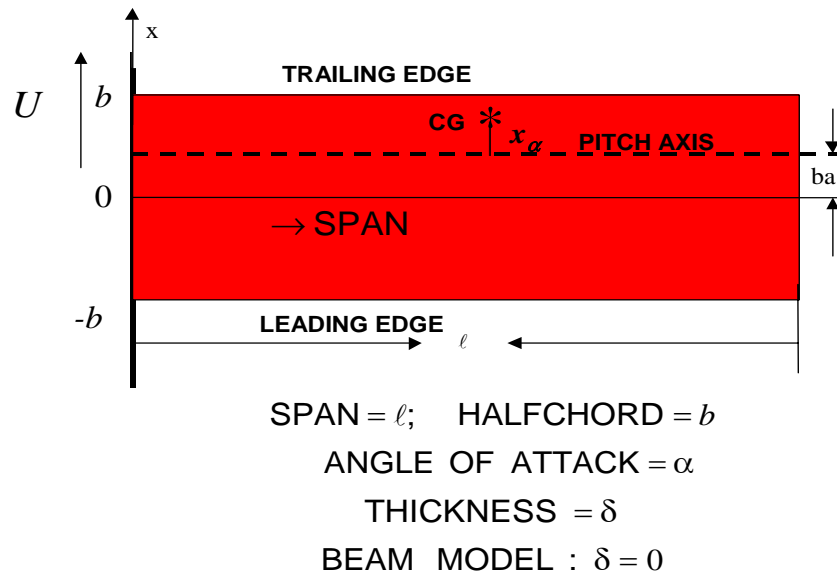 x
TRAILING EDGE
U
b
CG * xα
PITCH AXIS
ba
0
→ SPAN
-b
LEADING EDGE
ℓ
SPAN = ℓ; HALFCHORD = b
ANGLE OF ATTACK = α
THICKNESS = δ
BEAM MODEL : δ = 0